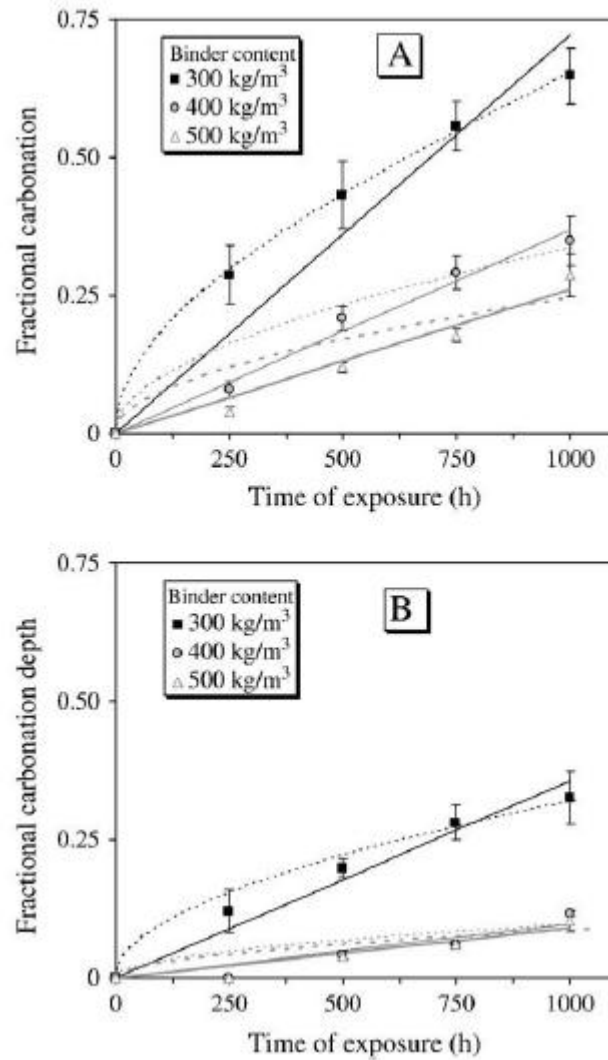 0.75
Binder content
300 kg/m³
400 kg/m³
500 kg/m³
A
Fractional carbonation
0.50
0.25
0
0 250 500 750 1000
Time of exposure (h)
0.75
Binder content
300 kg/m³
400 kg/m³
500 kg/m³
B
Fractional carbonation depth
0.50
0.25
0
0 250 500 750 1000
Time of exposure (h)